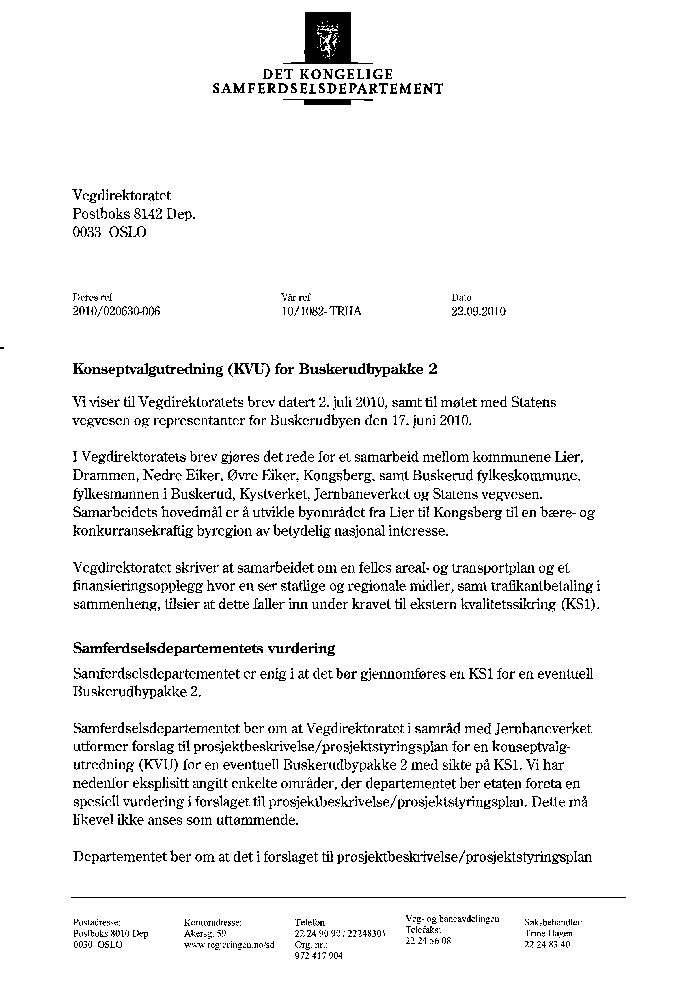 DET KONGELIGE
SAMFERDSELSDEPARTEMENT
Vegdirektoratet
Postboks 8142 Dep.
0033 OSLO
Deres ref
Vår ref
Dato
2010/020630-006
10/1082- TRHA
22.09.2010
Konseptvalgutredning (KVU) for Buskerudbypakke 2
Vi viser til Vegdirektoratets brev datert 2. juli 2010, samt til møtet med Statens
vegvesen og representanter for Buskerudbyen den 17. juni 2010.
I Vegdirektoratets brev gjøres det rede for et samarbeid mellom kommunene Lier,
Drammen, Nedre Eiker, Øvre Eiker, Kongsberg, samt Buskerud fylkeskommune,
fylkesmannen i Buskerud, Kystverket, Jernbaneverket og Statens vegvesen.
Samarbeidets hovedmål er å utvikle byområdet fra Lier til Kongsberg til en bære- og
konkurransekraftig byregion av betydelig nasjonal interesse.
Vegdirektoratet skriver at samarbeidet om en felles areal- og transportplan og et
finansieringsopplegg hvor en ser statlige og regionale midler, samt trafikantbetaling i
sammenheng, tilsier at dette faller inn under kravet til ekstern kvalitetssikring (KS1).
Samferdselsdepartementets vurdering
Samferdselsdepartementet er enig i at det bør gjennomføres en KS1 for en eventuell
Buskerudbypakke 2.
Samferdselsdepartementet ber om at Vegdirektoratet i samråd med Jernbaneverket
utformer forslag til prosjektbeskrivelse/prosjektstyringsplan for en konseptvalg-
utredning (KVU) for en eventuell Buskerudbypakke 2 med sikte på KS1. Vi har
nedenfor eksplisitt angitt enkelte områder, der departementet ber etaten foreta en
spesiell vurdering i forslaget til prosjektbeskrivelse/prosjektstyringsplan. Dette må
likevel ikke anses som uttømmende.
Departementet ber om at det i forslaget til prosjektbeskrivelse/prosjektstyringsplan
Postadresse:
Postboks 8010 Dep
0030 OSLO
Kontoradresse:
Akersg. 59
www.regjeringen.no/sd
Telefon
22 24 90 90 / 22248301
Org. nr.:
972 417 904
Veg- og baneavdelingen
Telefaks:
22 24 56 08
Saksbehandler:
Trine Hagen
22 24 83 40